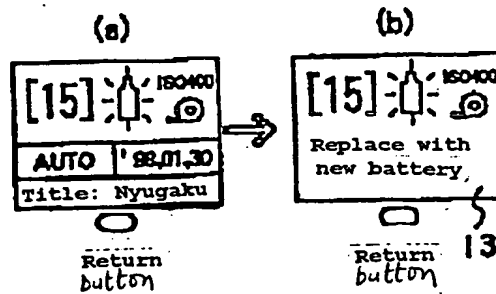 (a)
[15] ISO400
AUTO '98,01,30
Title: Nyugaku
Return
button
(b)
[15] ISO400
Replace with
new battery
Return
button
13